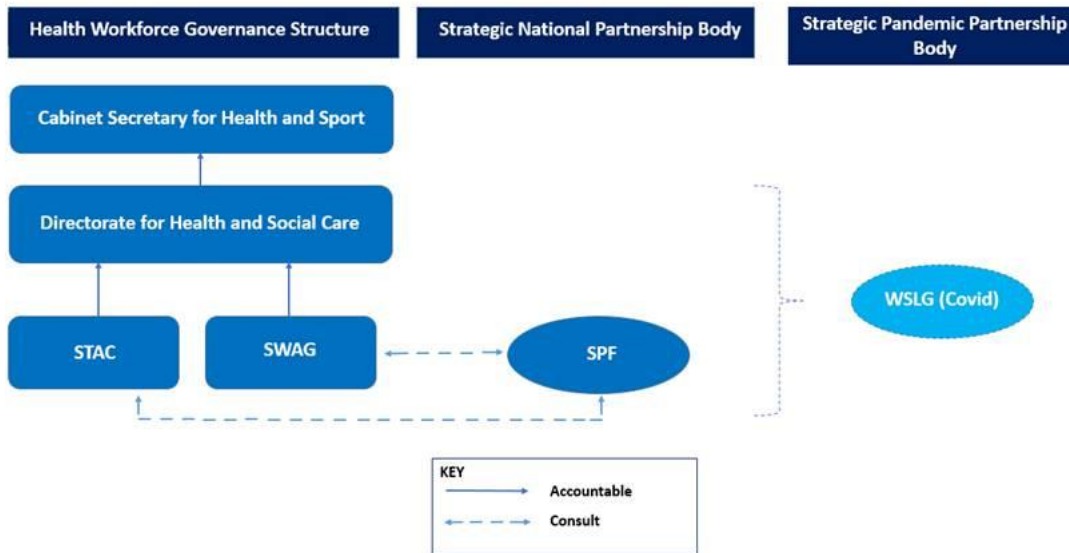 Health Workforce Governance Structure
Strategic National Partnership Body
Strategic Pandemic Partnership
Body
Cabinet Secretary for Health and Sport
Directorate for Health and Social Care
WSLG (Covid)
STAC
SWAG
SPF
KEY
Accountable
Consult